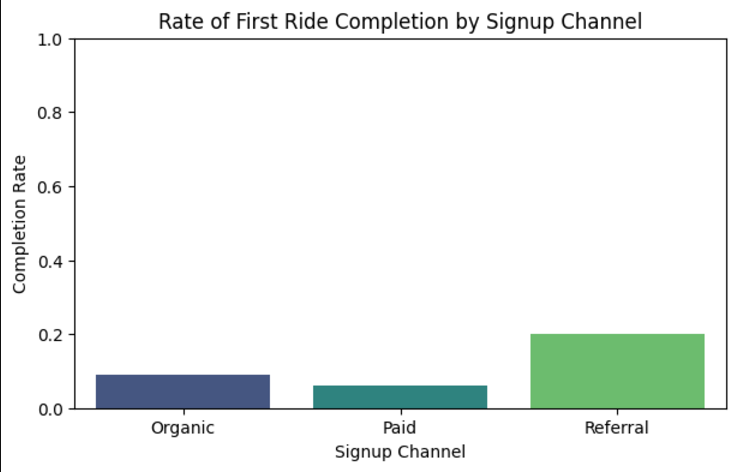 Rate of First Ride Completion by Signup Channel
1.0
0.8
0.6
0.4
0.2
0.0
Completion Rate
Organic Paid Referral
Signup Channel